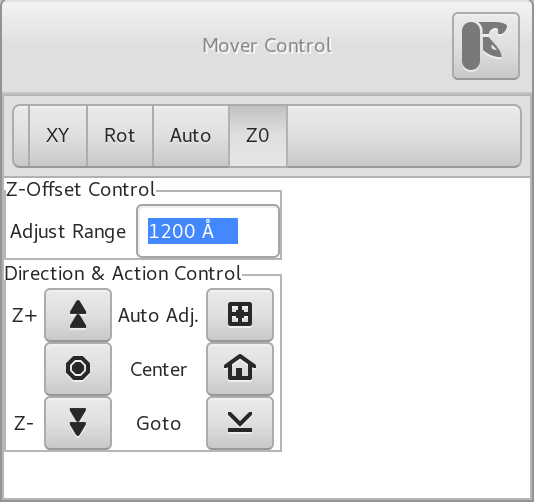 Mover Control
XY Rot Auto Z0
Z-Offset Control
Adjust Range 1200 Å
Direction & Action Control
Z+ Auto Adj.
Center
Z- Goto